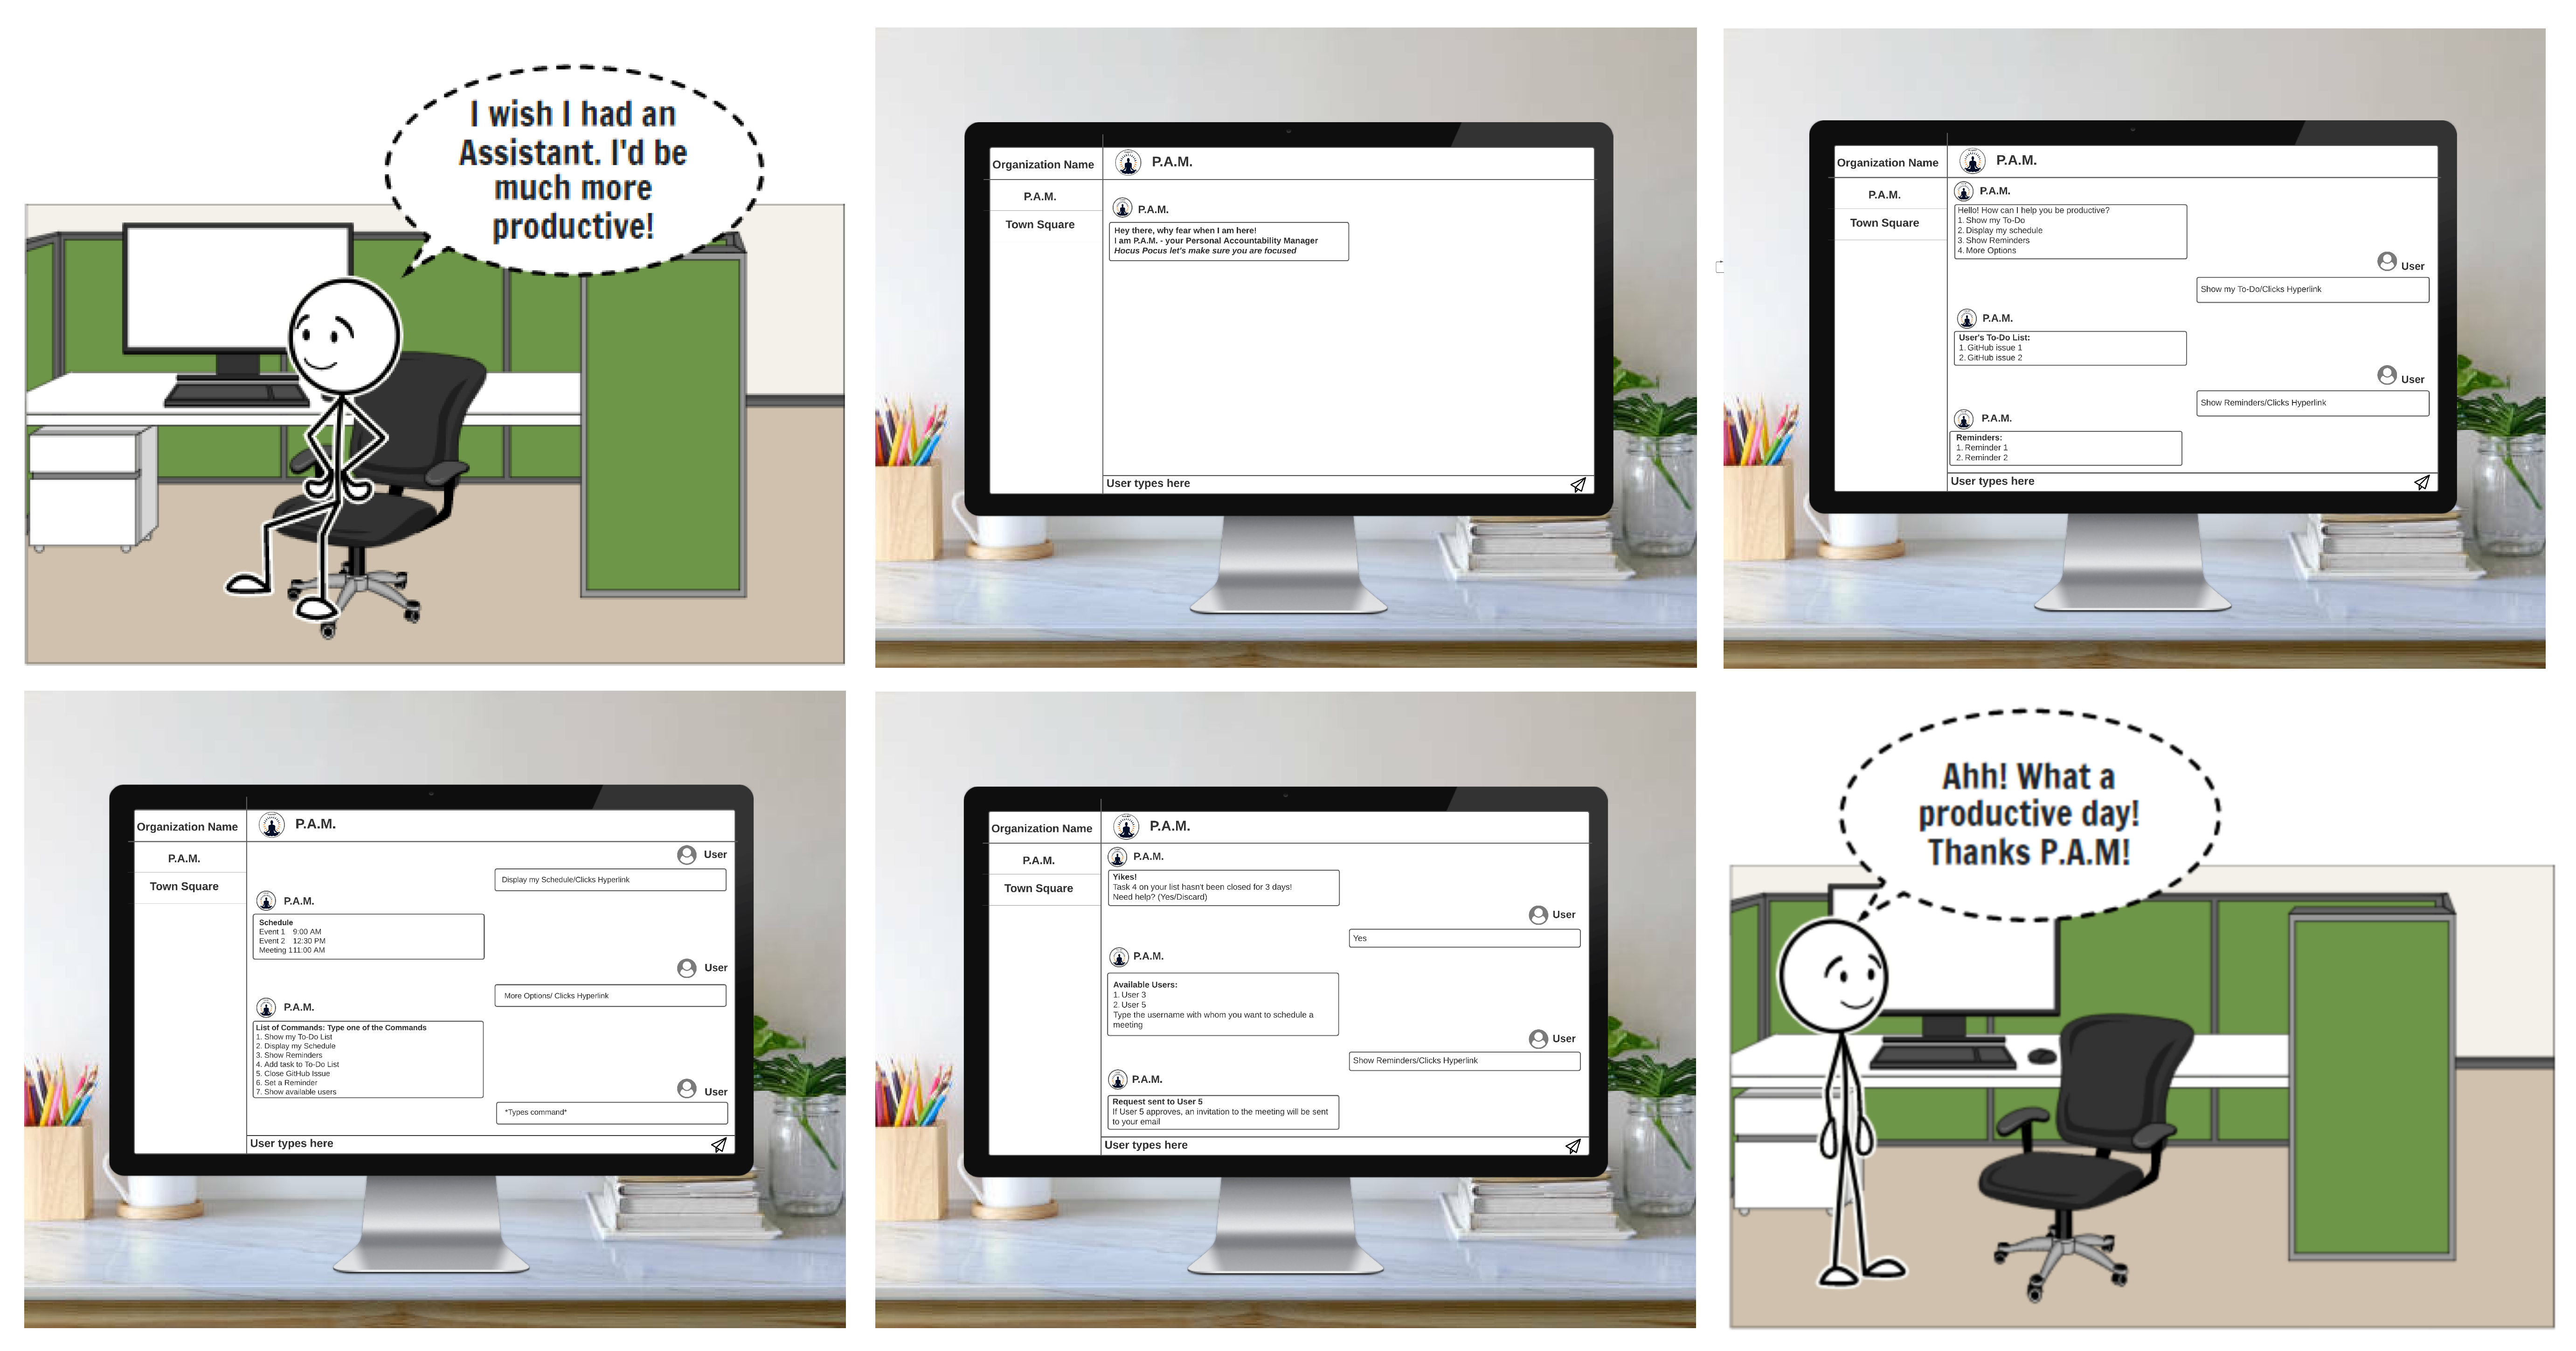 I wish I had an
Assistant. I'd be
much more
productive!
Organization Name
P.A.M.
P.A.M.
Town Square
P.A.M.
Hey there, why fear when I am here!
I am P.A.M. - your Personal Accountability Manager
Hocus Pocus let's make sure you are focused
User types here
Organization Name
P.A.M.
P.A.M.
Town Square
P.A.M.
Hello! How can I help you be productive?
1. Show my To-Do
2. Display my schedule
3. Show Reminders
4. More Options
User
Show my To-Do/Clicks Hyperlink
P.A.M.
User's To-Do List:
1. GitHub issue 1
2. GitHub issue 2
User
Show Reminders/Clicks Hyperlink
P.A.M.
Reminders:
1. Reminder 1
2. Reminder 2
User types here
Organization Name
P.A.M.
P.A.M.
Town Square
User
Display my Schedule/Clicks Hyperlink
P.A.M.
Schedule
Event 1 9:00 AM
Event 2 12:30 PM
Meeting 111:00 AM
User
More Options/ Clicks Hyperlink
P.A.M.
List of Commands: Type one of the Commands
1. Show my To-Do List
2. Display my Schedule
3. Show Reminders
4. Add task to To-Do List
5. Close GitHub Issue
6. Set a Reminder
7. Show available users
User
*Types command*
User types here
Organization Name
P.A.M.
P.A.M.
Town Square
P.A.M.
Yikes!
Task 4 on your list hasn't been closed for 3 days!
Need help? (Yes/Discard)
User
Yes
P.A.M.
Available Users:
1. User 3
2. User 5
Type the username with whom you want to schedule a
meeting
User
Show Reminders/Clicks Hyperlink
P.A.M.
Request sent to User 5
If User 5 approves, an invitation to the meeting will be sent
to your email
User types here
Ahh! What a
productive day!
Thanks P.A.M!